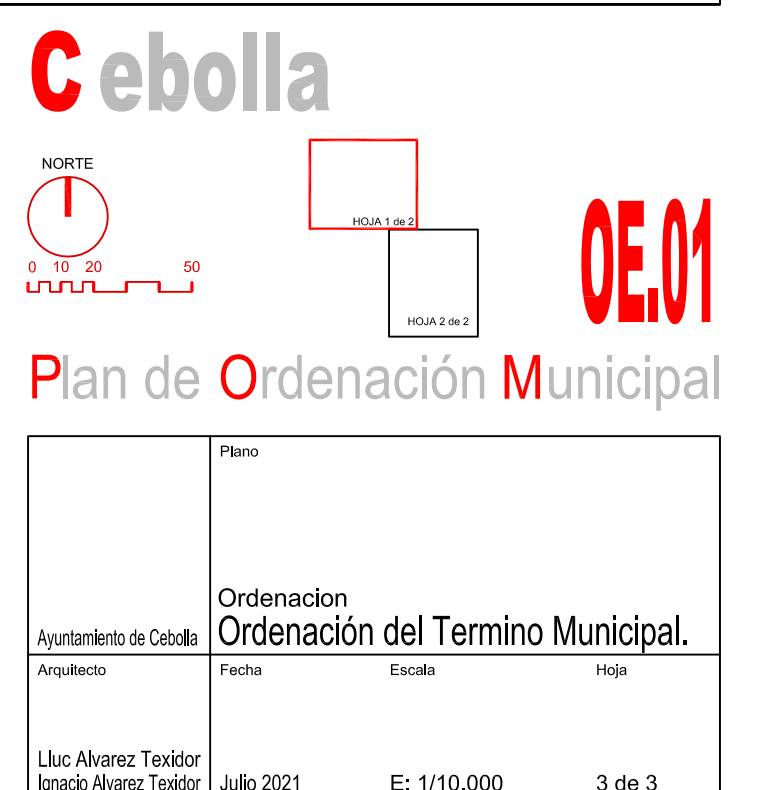 Cebolla
NORTE
0 10 20 50
HOJA 1 de 2
HOJA 2 de 2
OE.01
Plan de Ordenación Municipal
Plano
Ordenacion
Ayuntamiento de Cebolla
Ordenación del Termino Municipal.
Arquitecto
Fecha
Escala
Hoja
Lluc Alvarez Texidor
Ignacio Alvarez Texidor
Julio 2021
E: 1/10.000
3 de 3